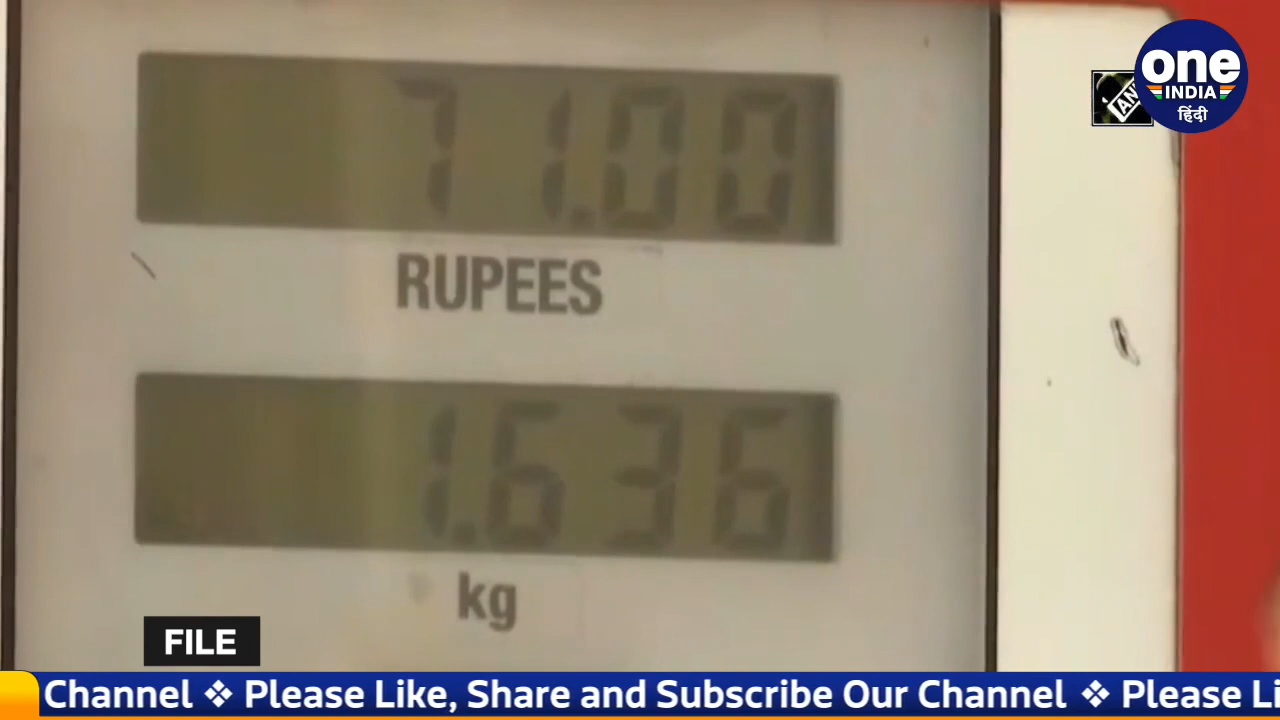 71.00
RUPEES
1.636
kg
ANI
one
INDIA
हिंदी
FILE
Channel ❖ Please Like, Share and Subscribe Our Channel ❖ Please Li